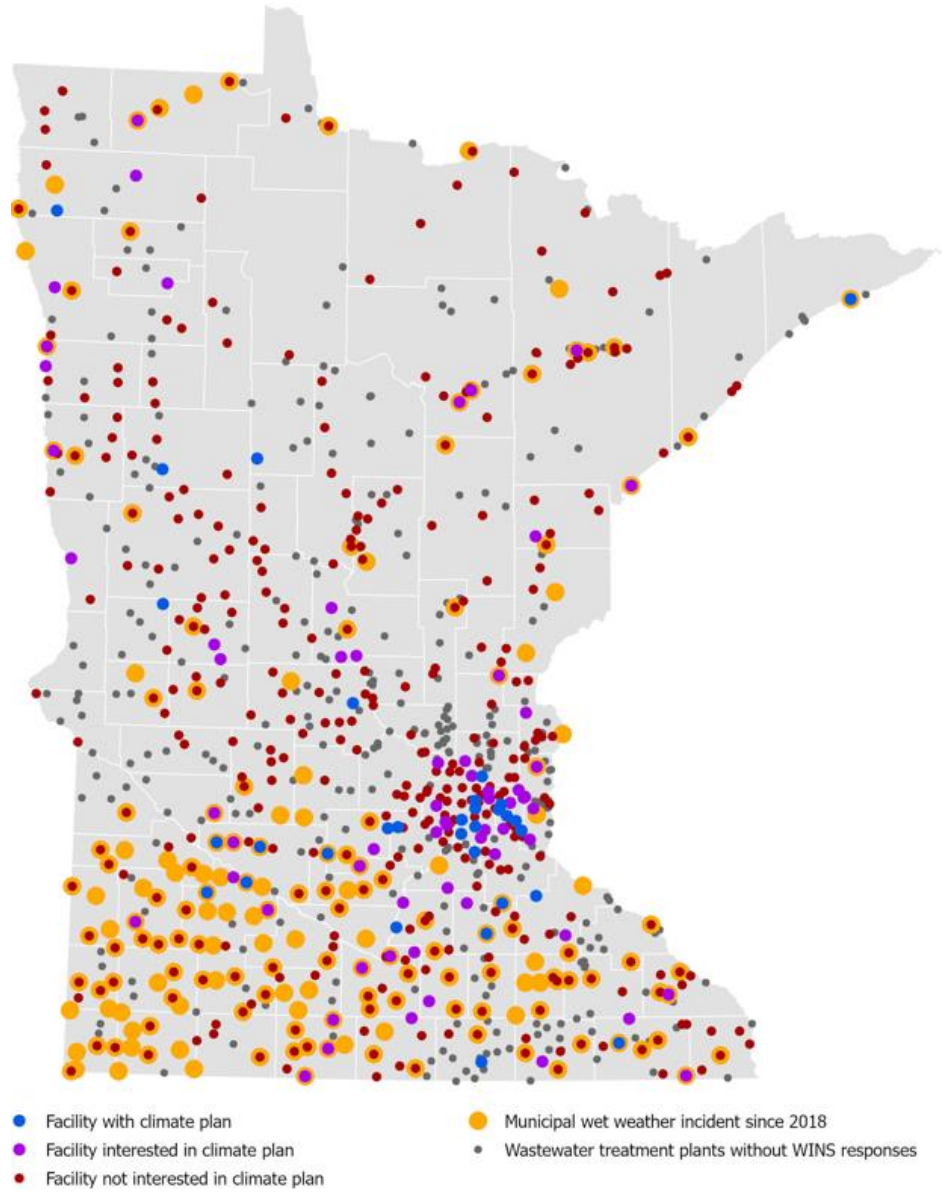 Facility with climate plan
Facility interested in climate plan
Facility not interested in climate plan
Municipal wet weather incident since 2018
Wastewater treatment plants without WINS responses